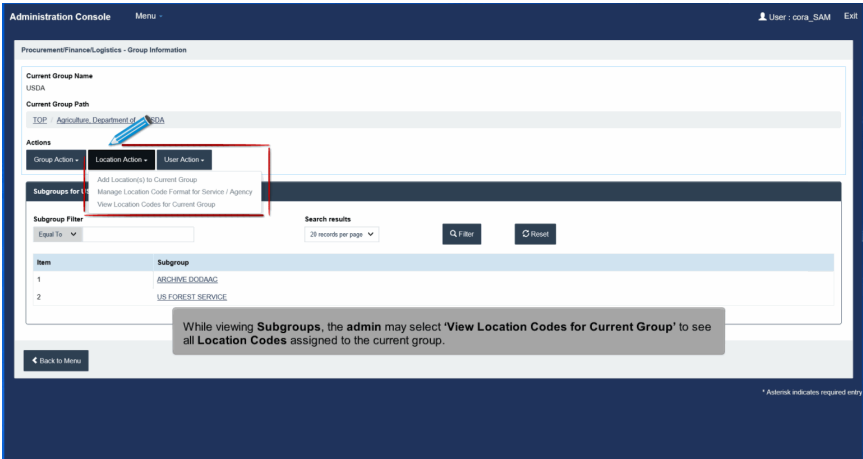 Administration Console Menu User : cora_SAM Exit
Procurement/Finance/Logistics - Group Information
Current Group Name
USDA
Current Group Path
TOP / Agriculture, Department of SDA
Actions
Group Action Location Action User Action
Add Location(s) to Current Group
Manage Location Code Format for Service / Agency
View Location Codes for Current Group
Subgroups for US
Subgroup Filter Search results
Equal To 20 records per page Filter Reset
Item Subgroup
1 ARCHIVE DODAAC
2 US FOREST SERVICE
While viewing Subgroups, the admin may select 'View Location Codes for Current Group' to see
all Location Codes assigned to the current group.
Back to Menu
* Asterisk indicates required entry